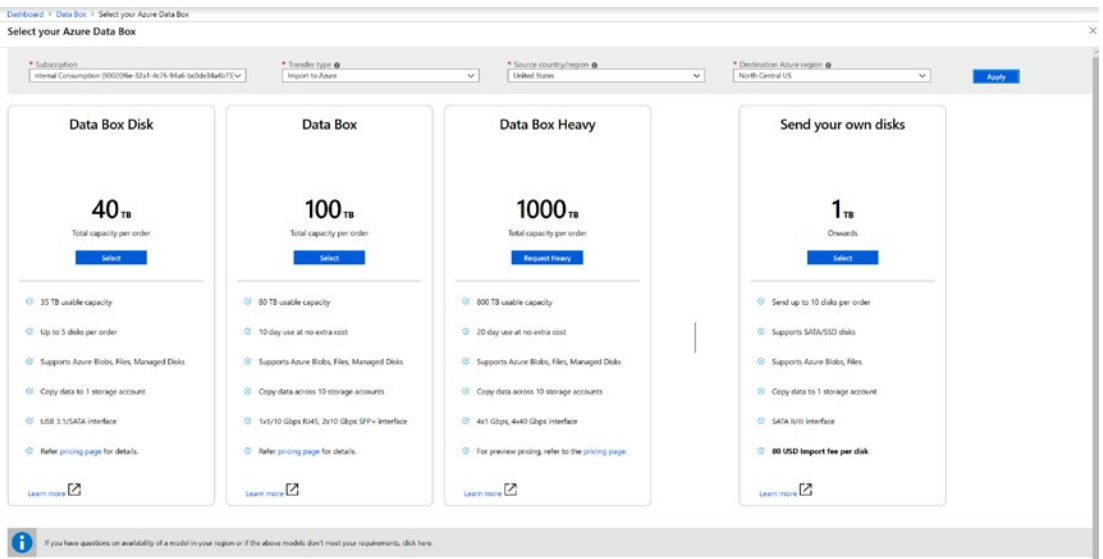 Dashboard > Data Box > Select your Azure Data Box
Select your Azure Data Box
* Subscription
* Transfer type
Import to Azure
* Source country/region
United States
* Destination Azure region
North Central US
Apply
Data Box Disk
40 TB
Total capacity per order
Select
35 TB usable capacity
Up to 5 disks per order
Supports Azure Blobs, Files, Managed Disks
Copy data to 1 storage account
USB 3.1/SATA interface
Refer pricing page for details.
Learn more
Data Box
100 TB
Total capacity per order
Select
80 TB usable capacity
10 day use at no extra cost
Supports Azure Blobs, Files, Managed Disks
Copy data across 10 storage accounts
1x1/10 Gbps RJ45, 2x10 Gbps SFP+ interface
Refer pricing page for details.
Learn more
Data Box Heavy
1000 TB
Total capacity per order
Request Heavy
800 TB usable capacity
20 day use at no extra cost
Supports Azure Blobs, Files, Managed Disks
Copy data across 10 storage accounts
4x1 Gbps, 4x40 Gbps interface
For preview pricing, refer to the pricing page.
Learn more
Send your own disks
1 TB
Onwards
Select
Send up to 10 disks per order
Supports SATA/SSD disks
Supports Azure Blobs, Files
Copy data to 1 storage account
SATA II/III interface
80 USD Import fee per disk
Learn more
If you have questions on availability of a model in your region or if the above models don't meet your requirements, click here.